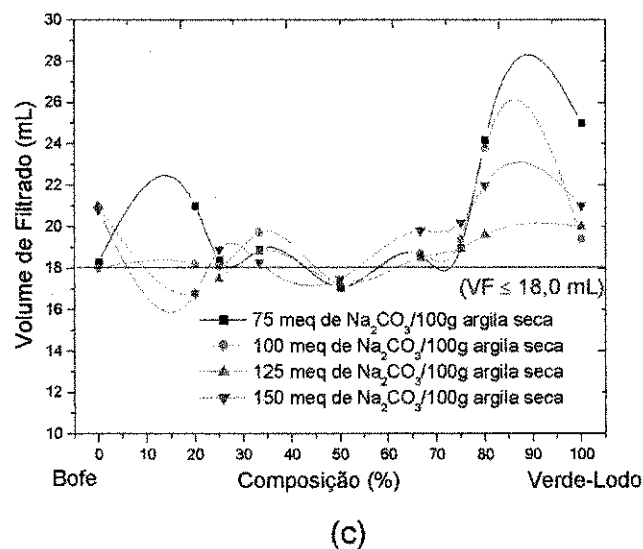 Volume de Filtrado (mL)
30
28
26
24
22
20
18
16
14
12
10
(VF ≤ 18,0 mL)
75 meq de Na₂CO₃/100g argila seca
100 meq de Na₂CO₃/100g argila seca
125 meq de Na₂CO₃/100g argila seca
150 meq de Na₂CO₃/100g argila seca
0 10 20 30 40 50 60 70 80 90 100
Bofe Composição (%) Verde-Lodo
(c)